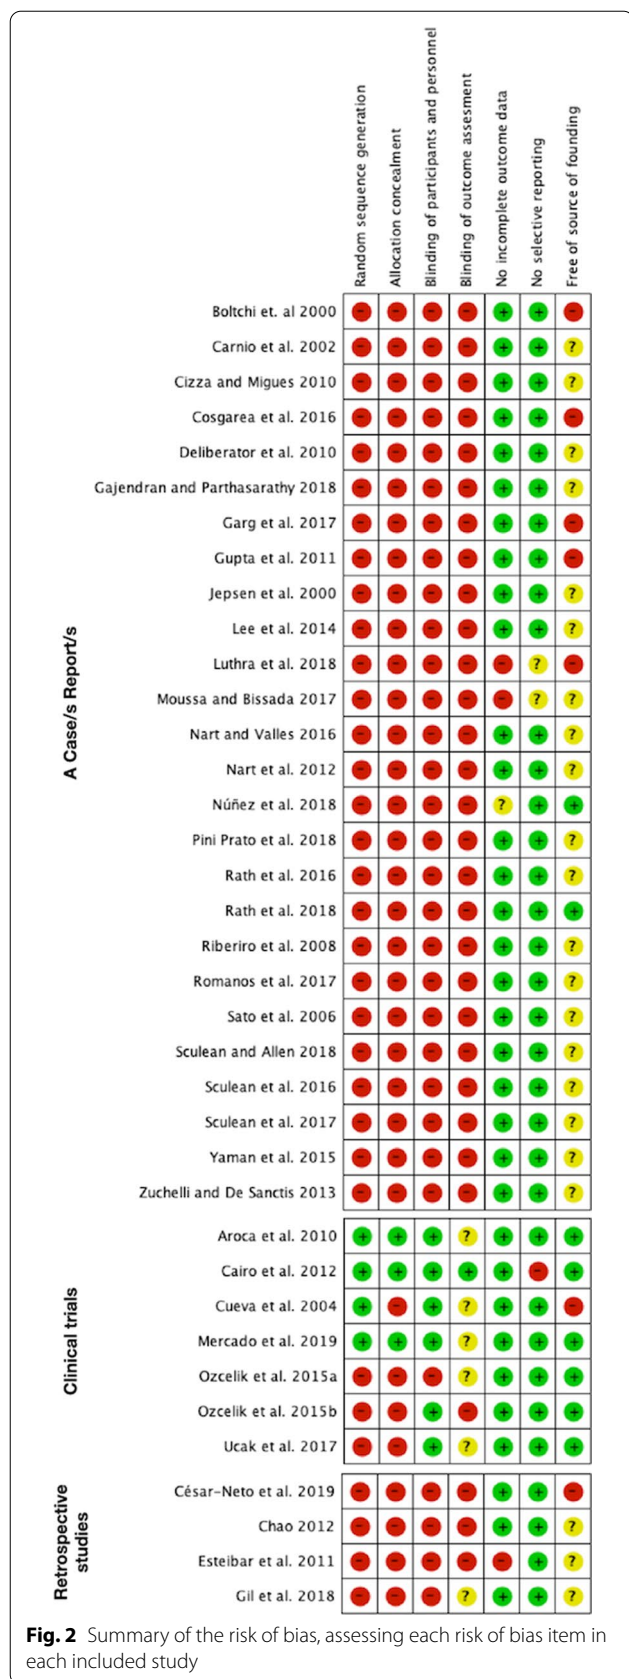 Random sequence generation
Allocation concealment
Blinding of participants and personnel
Blinding of outcome assesment
No incomplete outcome data
No selective reporting
Free of source of founding
A Case/s Report/s
Boltchi et. al 2000 - - - - + + -
Carnio et al. 2002 - - - - + + ?
Cizza and Migues 2010 - - - - + + ?
Cosgarea et al. 2016 - - - - + + -
Deliberator et al. 2010 - - - - + + ?
Gajendran and Parthasarathy 2018 - - - - + + ?
Garg et al. 2017 - - - - + + -
Gupta et al. 2011 - - - - + + -
Jepsen et al. 2000 - - - - + + ?
Lee et al. 2014 - - - - + + ?
Luthra et al. 2018 - - - - - ? -
Moussa and Bissada 2017 - - - - - ? ?
Nart and Valles 2016 - - - - + + ?
Nart et al. 2012 - - - - + + ?
Núñez et al. 2018 - - - - ? + +
Pini Prato et al. 2018 - - - - + + ?
Rath et al. 2016 - - - - + + ?
Rath et al. 2018 - - - - + + +
Riberiro et al. 2008 - - - - + + ?
Romanos et al. 2017 - - - - + + ?
Sato et al. 2006 - - - - + + ?
Sculean and Allen 2018 - - - - + + ?
Sculean et al. 2016 - - - - + + ?
Sculean et al. 2017 - - - - + + ?
Yaman et al. 2015 - - - - + + ?
Zuchelli and De Sanctis 2013 - - - - + + ?
Clinical trials
Aroca et al. 2010 + + + ? + + +
Cairo et al. 2012 + + + + + - +
Cueva et al. 2004 + - + ? + + -
Mercado et al. 2019 + + + ? + + +
Ozcelik et al. 2015a - - - ? + + +
Ozcelik et al. 2015b - - + - + + +
Ucak et al. 2017 - - + ? + + +
Retrospective
studies
César-Neto et al. 2019 - - - - + + -
Chao 2012 - - - - + + ?
Esteibar et al. 2011 - - - - - + ?
Gil et al. 2018 - - - ? + + ?
Fig. 2 Summary of the risk of bias, assessing each risk of bias item in
each included study